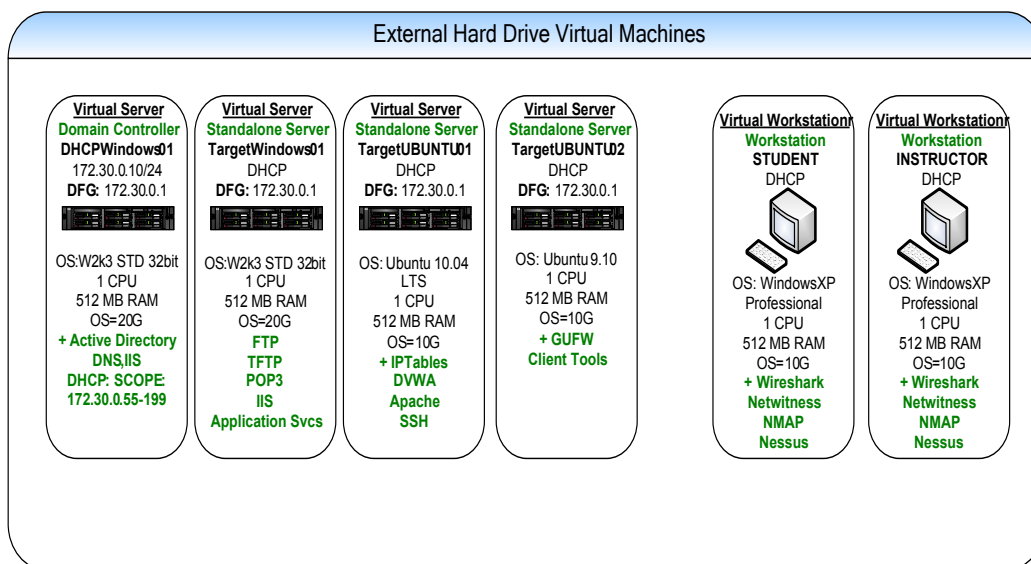 External Hard Drive Virtual Machines
Virtual Server
Domain Controller
DHCPWindows01
172.30.0.10/24
DFG: 172.30.0.1
OS:W2k3 STD 32bit
1 CPU
512 MB RAM
OS=20G
+ Active Directory
DNS,IIS
DHCP: SCOPE:
172.30.0.55-199
Virtual Server
Standalone Server
TargetWindows01
DHCP
DFG: 172.30.0.1
OS:W2k3 STD 32bit
1 CPU
512 MB RAM
OS=20G
FTP
TFTP
POP3
IIS
Application Svcs
Virtual Server
Standalone Server
TargetUBUNTU01
DHCP
DFG: 172.30.0.1
OS: Ubuntu 10.04
LTS
1 CPU
512 MB RAM
OS=10G
+ IPTables
DVWA
Apache
SSH
Virtual Server
Standalone Server
TargetUBUNTU02
DHCP
DFG: 172.30.0.1
OS: Ubuntu 9.10
1 CPU
512 MB RAM
OS=10G
+ GUFW
Client Tools
Virtual Workstationr
Workstation
STUDENT
DHCP
OS: WindowsXP
Professional
1 CPU
512 MB RAM
OS=10G
+ Wireshark
Netwitness
NMAP
Nessus
Virtual Workstationr
Workstation
INSTRUCTOR
DHCP
OS: WindowsXP
Professional
1 CPU
512 MB RAM
OS=10G
+ Wireshark
Netwitness
NMAP
Nessus